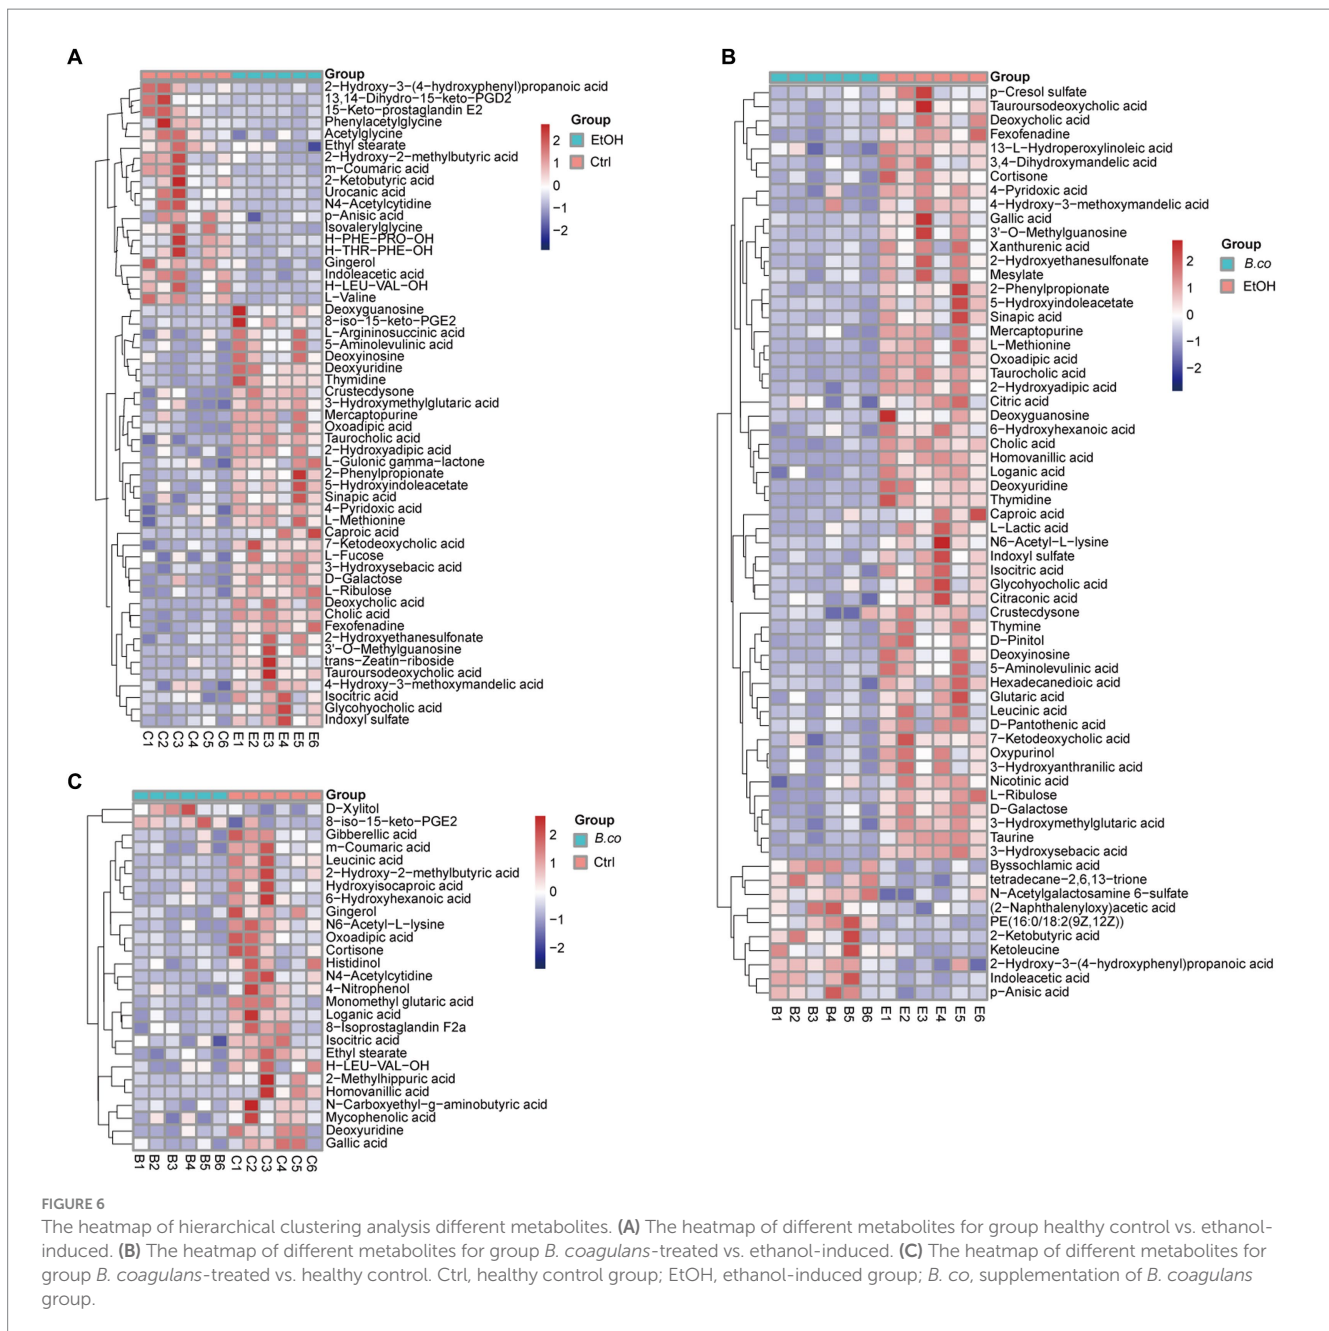 A
Group
2-Hydroxy-3-(4-hydroxyphenyl)propanoic acid
13,14-Dihydro-15-keto-PGD2
15-Keto-prostaglandin E2
Phenylacetylglycine
Acetylglycine
Ethyl stearate
2-Hydroxy-2-methylbutyric acid
m-Coumaric acid
2-Ketobutyric acid
Urocanic acid
N4-Acetylcytidine
p-Anisic acid
Isovalerylglycine
H-PHE-PRO-OH
H-THR-PHE-OH
Gingerol
Indoleacetic acid
H-LEU-VAL-OH
L-Valine
Deoxyguanosine
8-iso-15-keto-PGE2
L-Argininosuccinic acid
5-Aminolevulinic acid
Deoxyinosine
Deoxyuridine
Thymidine
Crustecdysone
3-Hydroxymethylglutaric acid
Mercaptopurine
Oxoadipic acid
Taurocholic acid
2-Hydroxyadipic acid
L-Gulonic gamma-lactone
2-Phenylpropionate
5-Hydroxyindoleacetate
Sinapic acid
4-Pyridoxic acid
L-Methionine
Caproic acid
7-Ketodeoxycholic acid
L-Fucose
3-Hydroxysebacic acid
D-Galactose
L-Ribulose
Deoxycholic acid
Cholic acid
Fexofenadine
2-Hydroxyethanesulfonate
3'-O-Methylguanosine
trans-Zeatin-riboside
Tauroursodeoxycholic acid
4-Hydroxy-3-methoxymandelic acid
Isocitric acid
Glycohyocholic acid
Indoxyl sulfate
C1 C2 C3 C4 C5 C6 E1 E2 E3 E4 E5 E6
2
1
0
-1
-2
Group
EtOH
Ctrl
B
Group
p-Cresol sulfate
Tauroursodeoxycholic acid
Deoxycholic acid
Fexofenadine
13-L-Hydroperoxylinoleic acid
3,4-Dihydroxymandelic acid
Cortisone
4-Pyridoxic acid
4-Hydroxy-3-methoxymandelic acid
Gallic acid
3'-O-Methylguanosine
Xanthurenic acid
2-Hydroxyethanesulfonate
Mesylate
2-Phenylpropionate
5-Hydroxyindoleacetate
Sinapic acid
Mercaptopurine
L-Methionine
Oxoadipic acid
Taurocholic acid
2-Hydroxyadipic acid
Citric acid
Deoxyguanosine
6-Hydroxyhexanoic acid
Cholic acid
Homovanillic acid
Loganic acid
Deoxyuridine
Thymidine
Caproic acid
L-Lactic acid
N6-Acetyl-L-lysine
Indoxyl sulfate
Isocitric acid
Glycohyocholic acid
Citraconic acid
Crustecdysone
Thymine
D-Pinitol
Deoxyinosine
5-Aminolevulinic acid
Hexadecanedioic acid
Glutaric acid
Leucinic acid
D-Pantothenic acid
7-Ketodeoxycholic acid
Oxypurinol
3-Hydroxyanthranilic acid
Nicotinic acid
L-Ribulose
D-Galactose
3-Hydroxymethylglutaric acid
Taurine
3-Hydroxysebacic acid
Byssochlamic acid
tetradecane-2,6,13-trione
N-Acetylgalactosamine 6-sulfate
(2-Naphthalenyloxy)acetic acid
PE(16:0/18:2(9Z,12Z))
2-Ketobutyric acid
Ketoleucine
2-Hydroxy-3-(4-hydroxyphenyl)propanoic acid
Indoleacetic acid
p-Anisic acid
B1 B2 B3 B4 B5 B6 E1 E2 E3 E4 E5 E6
2
1
0
-1
-2
Group
B.co
EtOH
C
Group
D-Xylitol
8-iso-15-keto-PGE2
Gibberellic acid
m-Coumaric acid
Leucinic acid
2-Hydroxy-2-methylbutyric acid
Hydroxyisocaproic acid
6-Hydroxyhexanoic acid
Gingerol
N6-Acetyl-L-lysine
Oxoadipic acid
Cortisone
Histidinol
N4-Acetylcytidine
4-Nitrophenol
Monomethyl glutaric acid
Loganic acid
8-Isoprostaglandin F2a
Isocitric acid
Ethyl stearate
H-LEU-VAL-OH
2-Methylhippuric acid
Homovanillic acid
N-Carboxyethyl-g-aminobutyric acid
Mycophenolic acid
Deoxyuridine
Gallic acid
B1 B2 B3 B4 B5 B6 C1 C2 C3 C4 C5 C6
2
1
0
-1
-2
Group
B.co
Ctrl
FIGURE 6
The heatmap of hierarchical clustering analysis different metabolites. (A) The heatmap of different metabolites for group healthy control vs. ethanol-
induced. (B) The heatmap of different metabolites for group B. coagulans-treated vs. ethanol-induced. (C) The heatmap of different metabolites for
group B. coagulans-treated vs. healthy control. Ctrl, healthy control group; EtOH, ethanol-induced group; B. co, supplementation of B. coagulans
group.